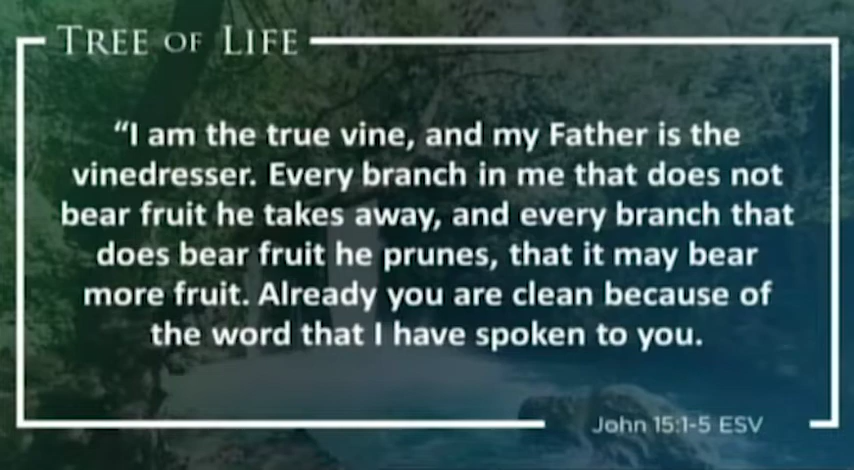 TREE OF LIFE
“I am the true vine, and my Father is the
vinedresser. Every branch in me that does not
bear fruit he takes away, and every branch that
does bear fruit he prunes, that it may bear
more fruit. Already you are clean because of
the word that I have spoken to you.
John 15:1-5 ESV